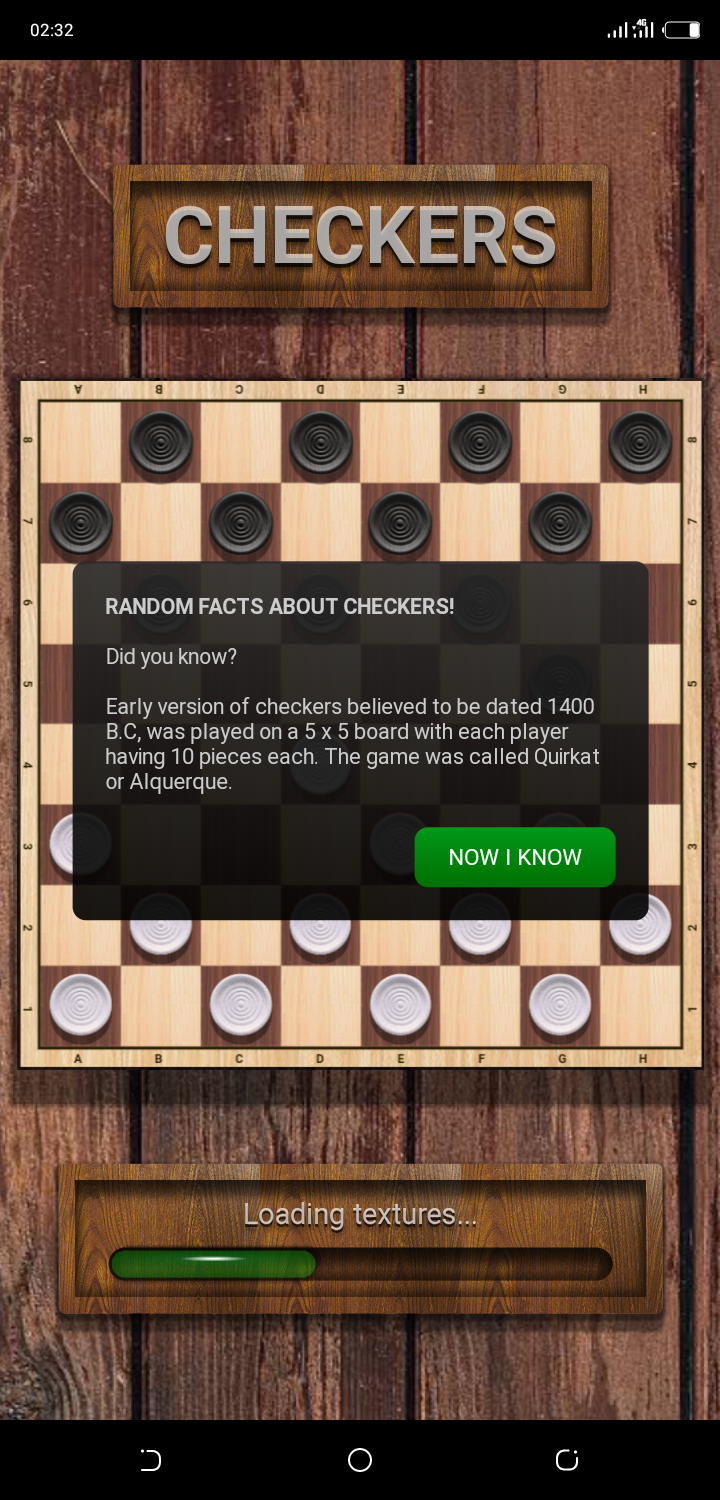 02:32
4G
CHECKERS
A B C D E F G H
8 8
7 7
RANDOM FACTS ABOUT CHECKERS!
6 6
Did you know?
5 5
Early version of checkers believed to be dated 1400
B.C, was played on a 5 x 5 board with each player
having 10 pieces each. The game was called Quirkat
4 4
or Alquerque.
3 3
NOW I KNOW
2 2
1 1
A B C D E F G H
Loading textures...